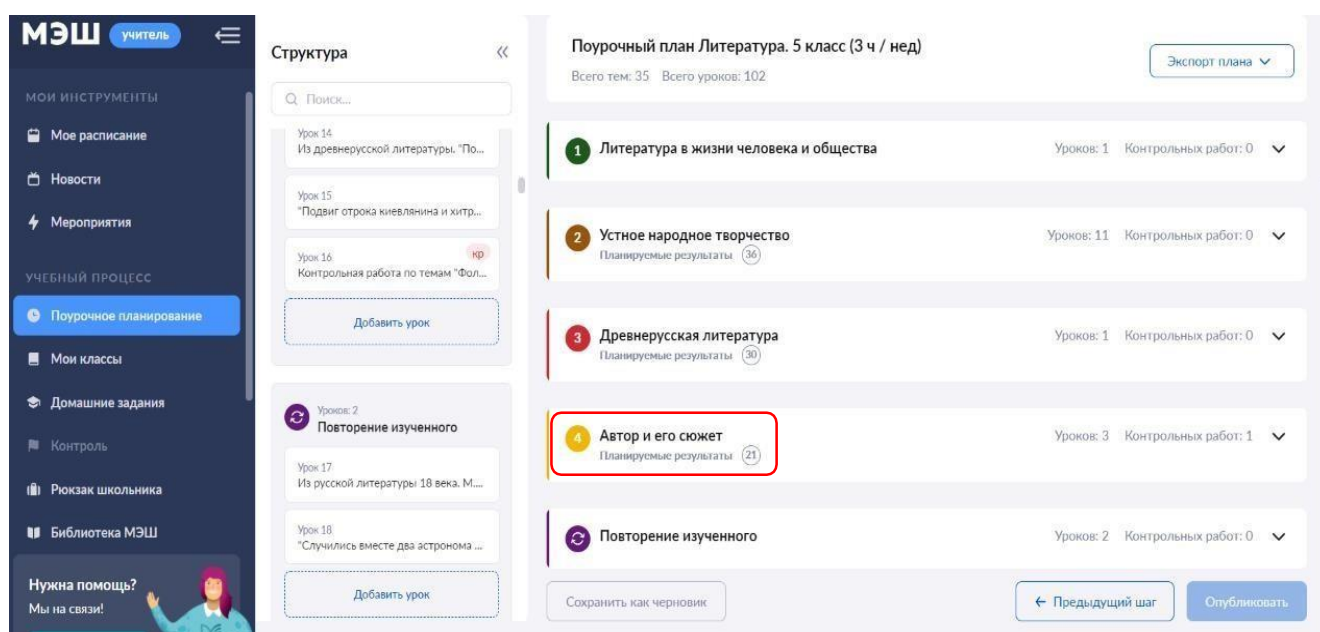 МЭШ учитель
МОИ ИНСТРУМЕНТЫ
Мое расписание
Новости
Мероприятия
УЧЕБНЫЙ ПРОЦЕСС
Поурочное планирование
Мои классы
Домашние задания
Контроль
Рюкзак школьника
Библиотека МЭШ
Нужна помощь?
Мы на связи!
Структура
Поиск...
Урок 14
Из древнерусской литературы. "По...
Урок 15
"Подвиг отрока киевлянина и хитр...
Урок 16 кр
Контрольная работа по темам "Фол...
Добавить урок
Уроков: 2
Повторение изученного
Урок 17
Из русской литературы 18 века. М....
Урок 18
"Случились вместе два астронома ...
Добавить урок
Поурочный план Литература. 5 класс (3 ч / нед)
Всего тем: 35 Всего уроков: 102
Экспорт плана
1 Литература в жизни человека и общества Уроков: 1 Контрольных работ: 0
2 Устное народное творчество Уроков: 11 Контрольных работ: 0
Планируемые результаты 36
3 Древнерусская литература Уроков: 1 Контрольных работ: 0
Планируемые результаты 30
4 Автор и его сюжет Уроков: 3 Контрольных работ: 1
Планируемые результаты 21
Повторение изученного Уроков: 2 Контрольных работ: 0
Сохранить как черновик
← Предыдущий шаг
Опубликовать